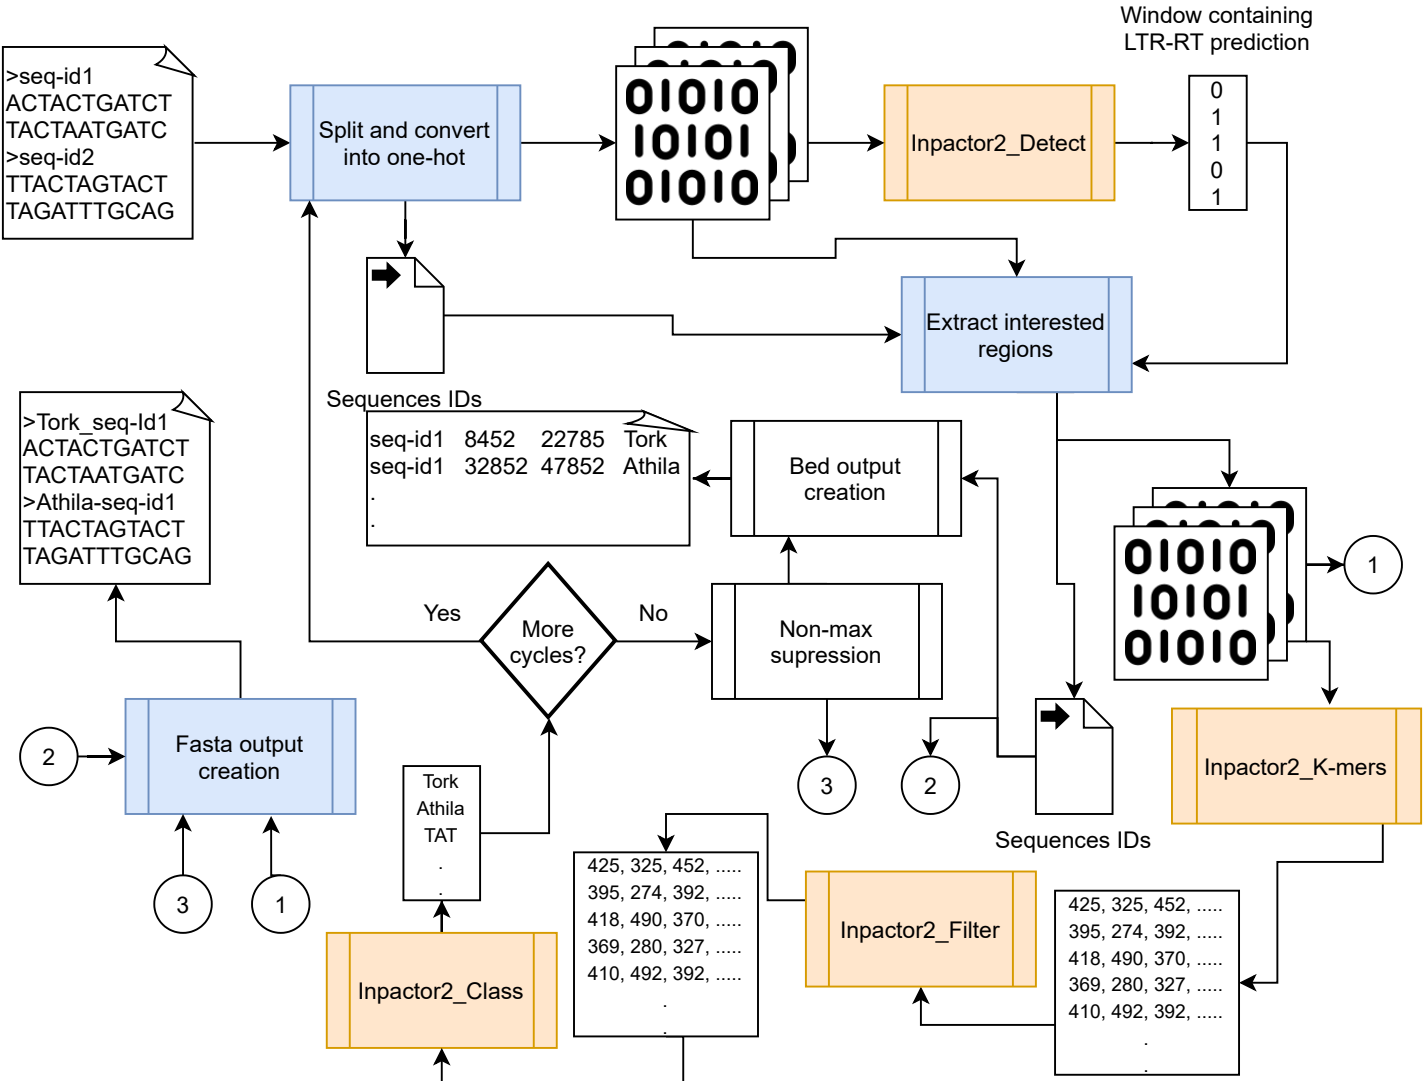 Window containing
LTR-RT prediction
>seq-id1
ACTACTGATCT
TACTAATGATC
>seq-id2
TTACTAGTACT
TAGATTTGCAG
Split and convert
into one-hot
01010
10101
01010
Inpactor2_Detect
0
1
1
0
1
Extract interested
regions
Sequences IDs
seq-id1 8452 22785 Tork
seq-id1 32852 47852 Athila
.
.
Bed output
creation
>Tork_seq-Id1
ACTACTGATCT
TACTAATGATC
>Athila-seq-id1
TTACTAGTACT
TAGATTTGCAG
01010
10101
01010
1
Yes
More
cycles?
No
Non-max
supression
2
Fasta output
creation
3
1
3
2
Sequences IDs
Inpactor2_K-mers
Tork
Athila
TAT
.
.
425, 325, 452, .....
395, 274, 392, .....
418, 490, 370, .....
369, 280, 327, .....
410, 492, 392, .....
.
.
Inpactor2_Filter
425, 325, 452, .....
395, 274, 392, .....
418, 490, 370, .....
369, 280, 327, .....
410, 492, 392, .....
.
.
Inpactor2_Class